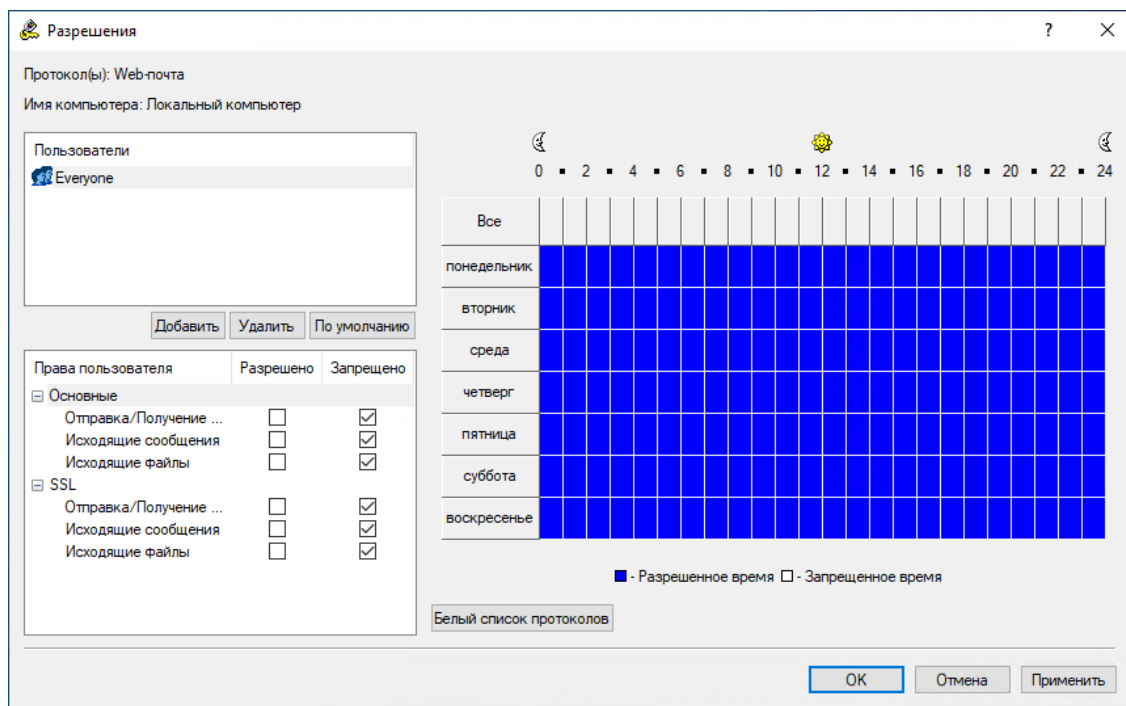 Разрешения
?
Протокол(ы): Web-почта
Имя компьютера: Локальный компьютер
Пользователи
Everyone
Добавить Удалить По умолчанию
Права пользователя Разрешено Запрещено
Основные
Отправка/Получение ...
Исходящие сообщения
Исходящие файлы
SSL
Отправка/Получение ...
Исходящие сообщения
Исходящие файлы
0 2 4 6 8 10 12 14 16 18 20 22 24
Все
понедельник
вторник
среда
четверг
пятница
суббота
воскресенье
- Разрешенное время - Запрещенное время
Белый список протоколов
OK Отмена Применить